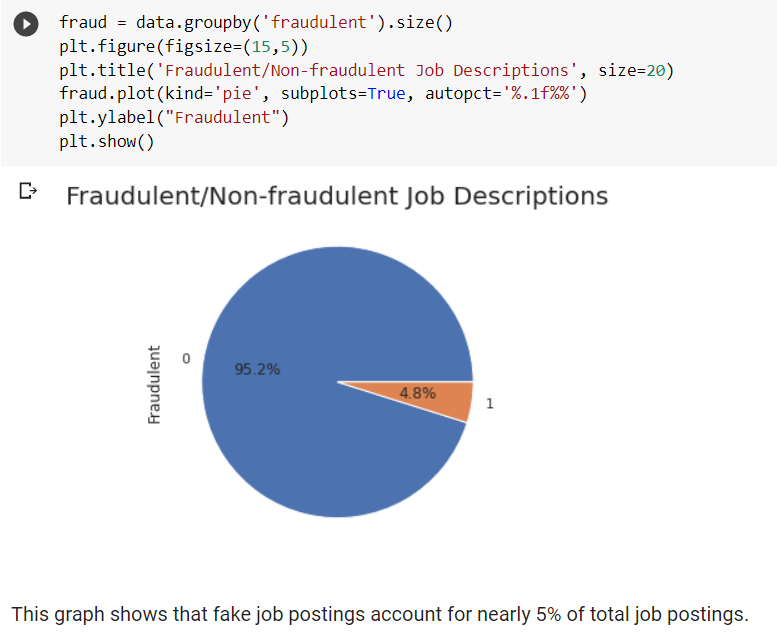 fraud = data.groupby('fraudulent').size()
plt.figure(figsize=(15,5))
plt.title('Fraudulent/Non-fraudulent Job Descriptions', size=20)
fraud.plot(kind='pie', subplots=True, autopct='%.1f%%')
plt.ylabel("Fraudulent")
plt.show()
Fraudulent/Non-fraudulent Job Descriptions
Fraudulent
0
95.2%
4.8%
1
This graph shows that fake job postings account for nearly 5% of total job postings.